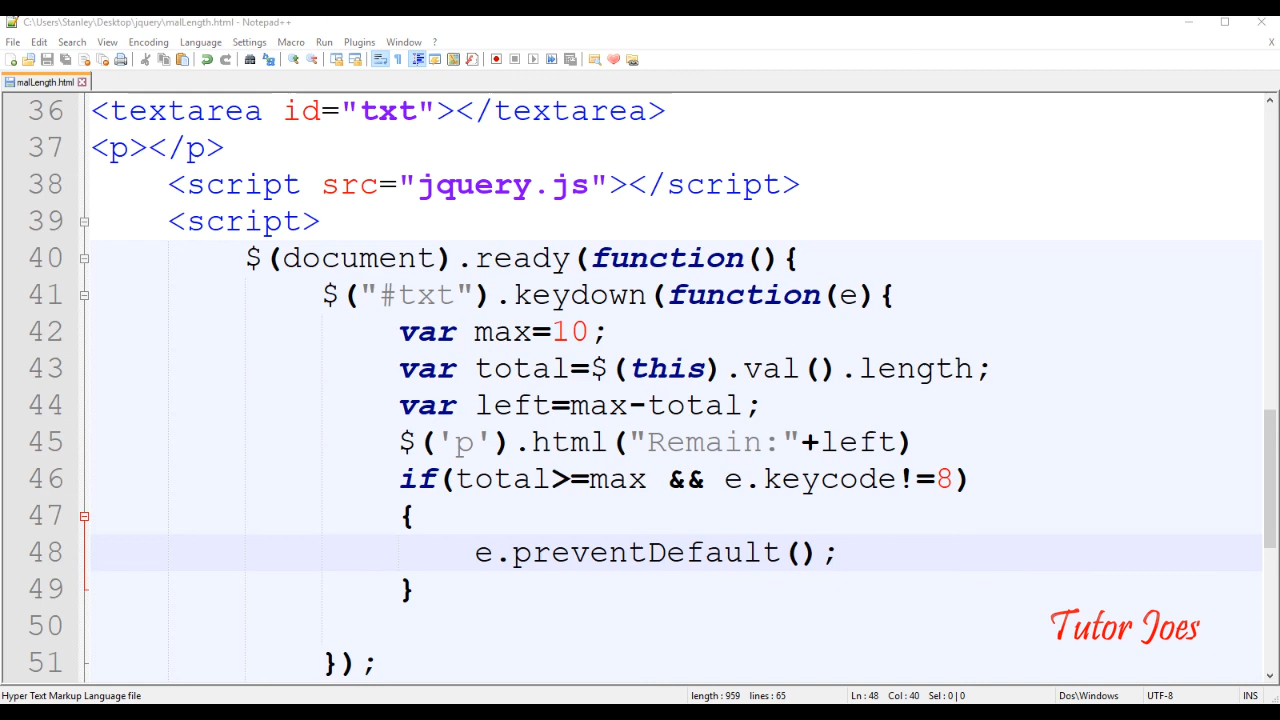 C:\Users\Stanley\Desktop\jquery\malLength.html - Notepad++
File Edit Search View Encoding Language Settings Macro Run Plugins Window ? X
malLength.html
36 <textarea id="txt"></textarea>
37 <p></p>
38 <script src="jquery.js"></script>
39 <script>
40 $(document).ready(function(){
41 $("#txt").keydown(function(e){
42 var max=10;
43 var total=$(this).val().length;
44 var left=max-total;
45 $('p').html("Remain:"+left)
46 if(total>=max && e.keycode!=8)
47 {
48 e.preventDefault();
49 }
50
51 });
Tutor Joes
Hyper Text Markup Language file length : 959 lines : 65 Ln : 48 Col : 40 Sel : 0 | 0 Dos\Windows UTF-8 INS